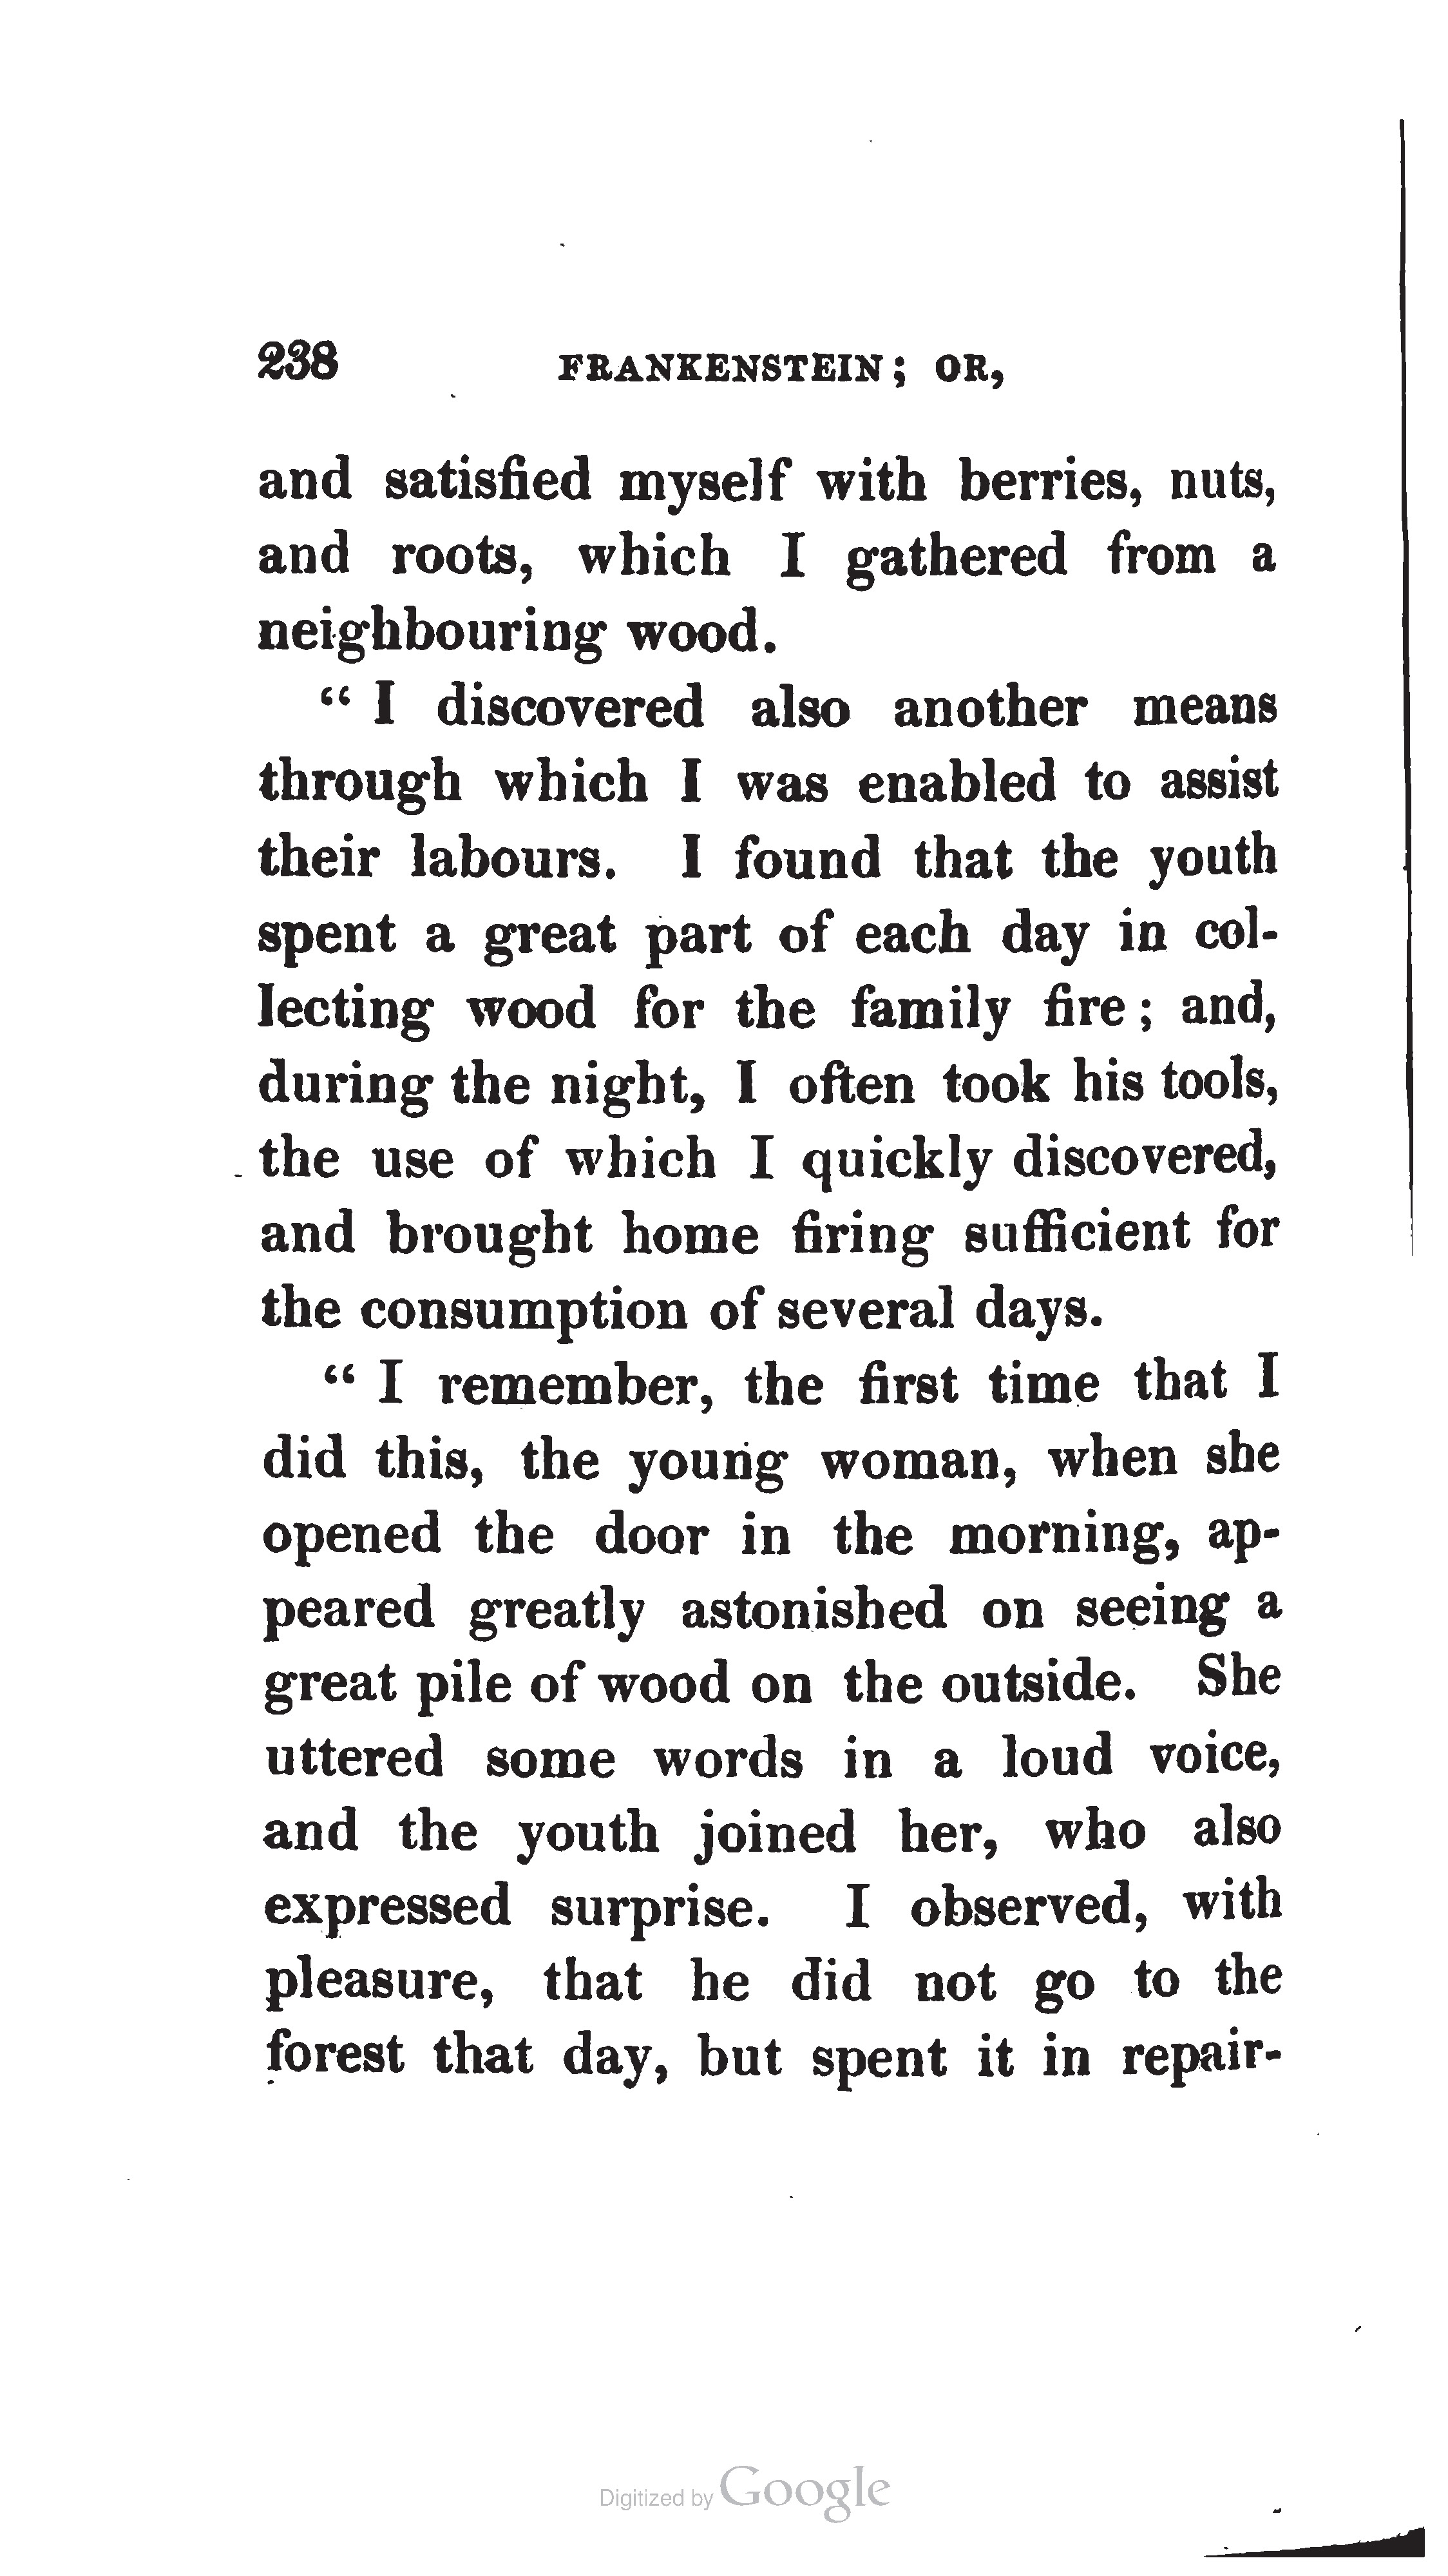 238 FRANKENSTEIN; OR,
and satisfied myself with berries, nuts,
and roots, which I gathered from a
neighbouring wood.
“ I discovered also another means
through which I was enabled to assist
their labours. I found that the youth
spent a great part of each day in col-
lecting wood for the family fire; and,
during the night, I often took his tools,
the use of which I quickly discovered,
and brought home firing sufficient for
the consumption of several days.
“ I remember, the first time that I
did this, the young woman, when she
opened the door in the morning, ap-
peared greatly astonished on seeing a
great pile of wood on the outside. She
uttered some words in a loud voice,
and the youth joined her, who also
expressed surprise. I observed, with
pleasure, that he did not go to the
forest that day, but spent it in repair-
Digitized by Google